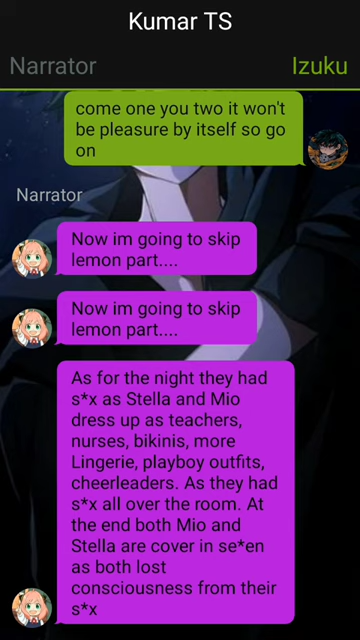 Kumar TS
Narrator
Izuku
come one you two it won't
be pleasure by itself so go
on
Narrator
Now im going to skip
lemon part....
Now im going to skip
lemon part....
As for the night they had
s*x as Stella and Mio
dress up as teachers,
nurses, bikinis, more
Lingerie, playboy outfits,
cheerleaders. As they had
s*x all over the room. At
the end both Mio and
Stella are cover in se*en
as both lost
consciousness from their
s*x